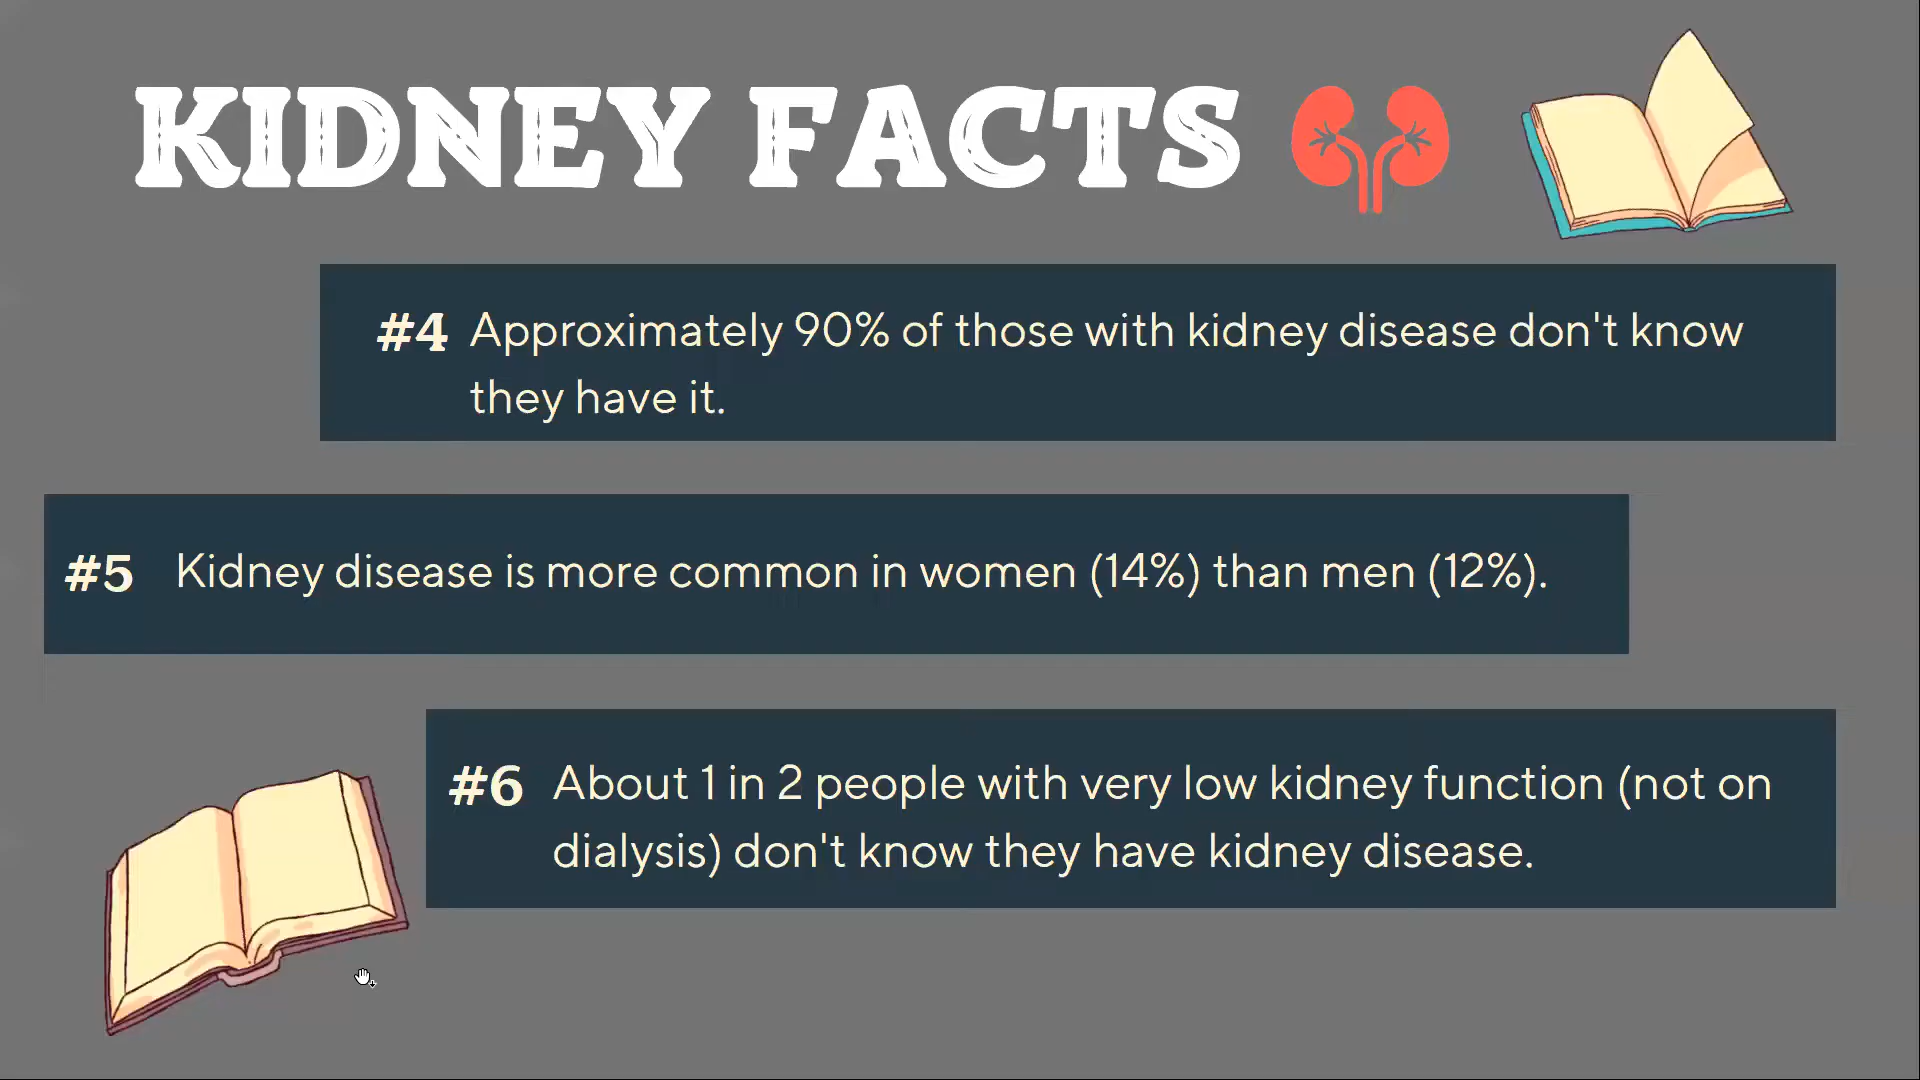 KIDNEY FACTS
#4 Approximately 90% of those with kidney disease don't know
they have it.
#5 Kidney disease is more common in women (14%) than men (12%).
#6 About 1 in 2 people with very low kidney function (not on
dialysis) don't know they have kidney disease.